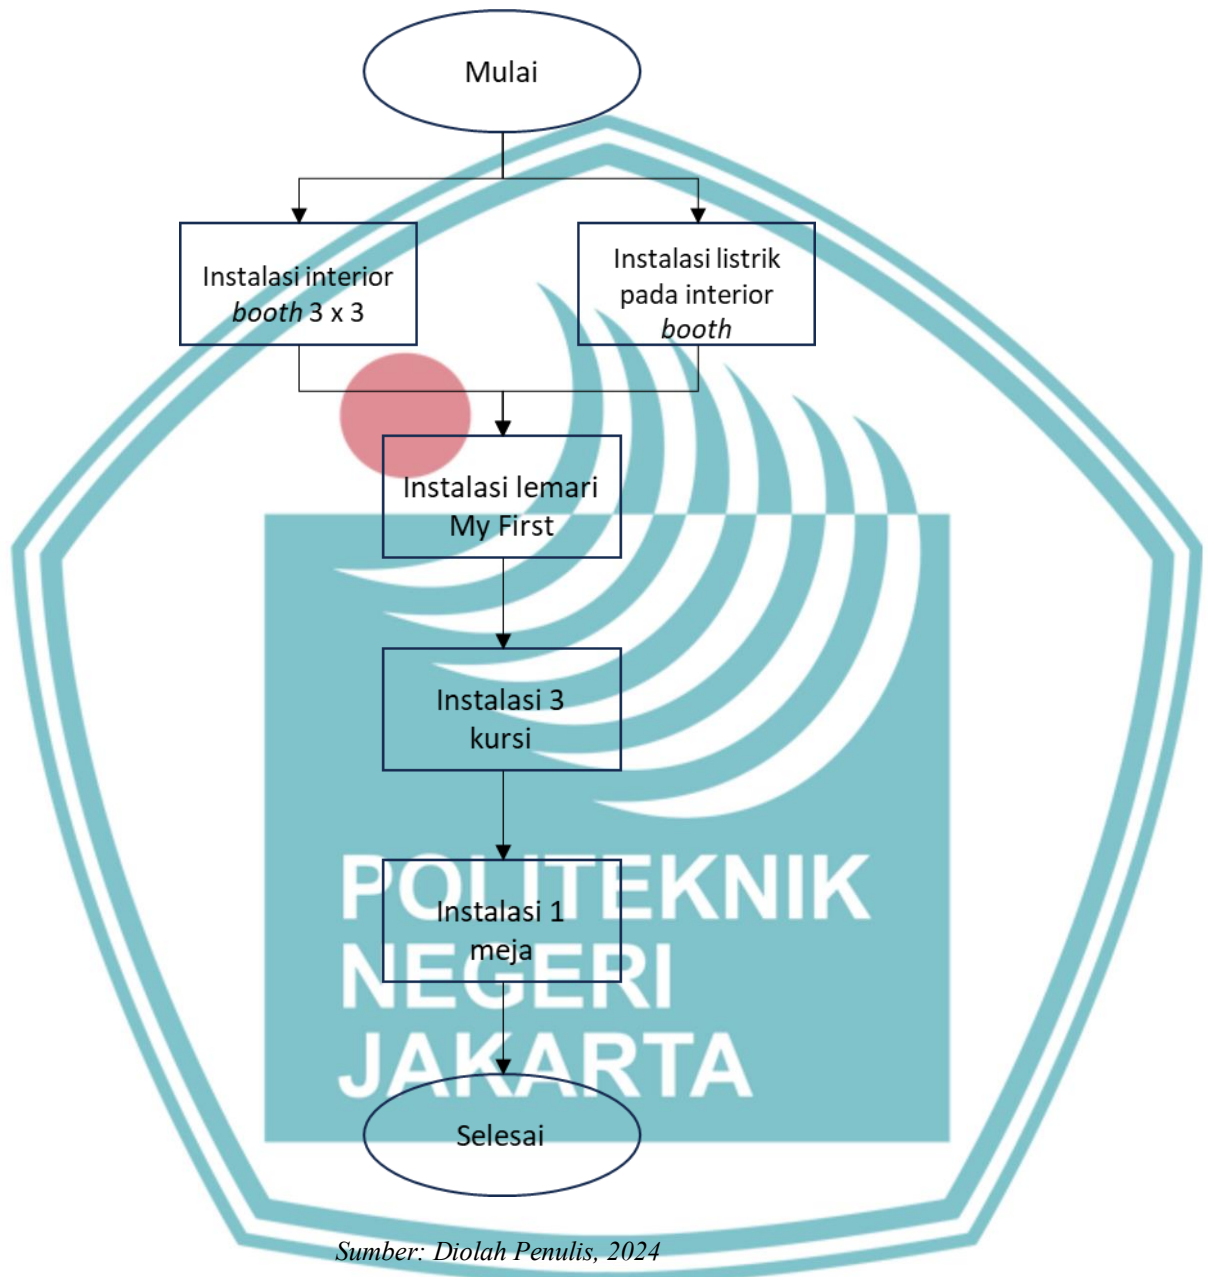 Mulai
Instalasi interior
booth 3 x 3
Instalasi listrik
pada interior
booth
Instalasi lemari
My First
Instalasi 3
kursi
POLITEKNIK
Instalasi 1
meja
NEGERI
JAKARTA
Selesai
Sumber: Diolah Penulis, 2024